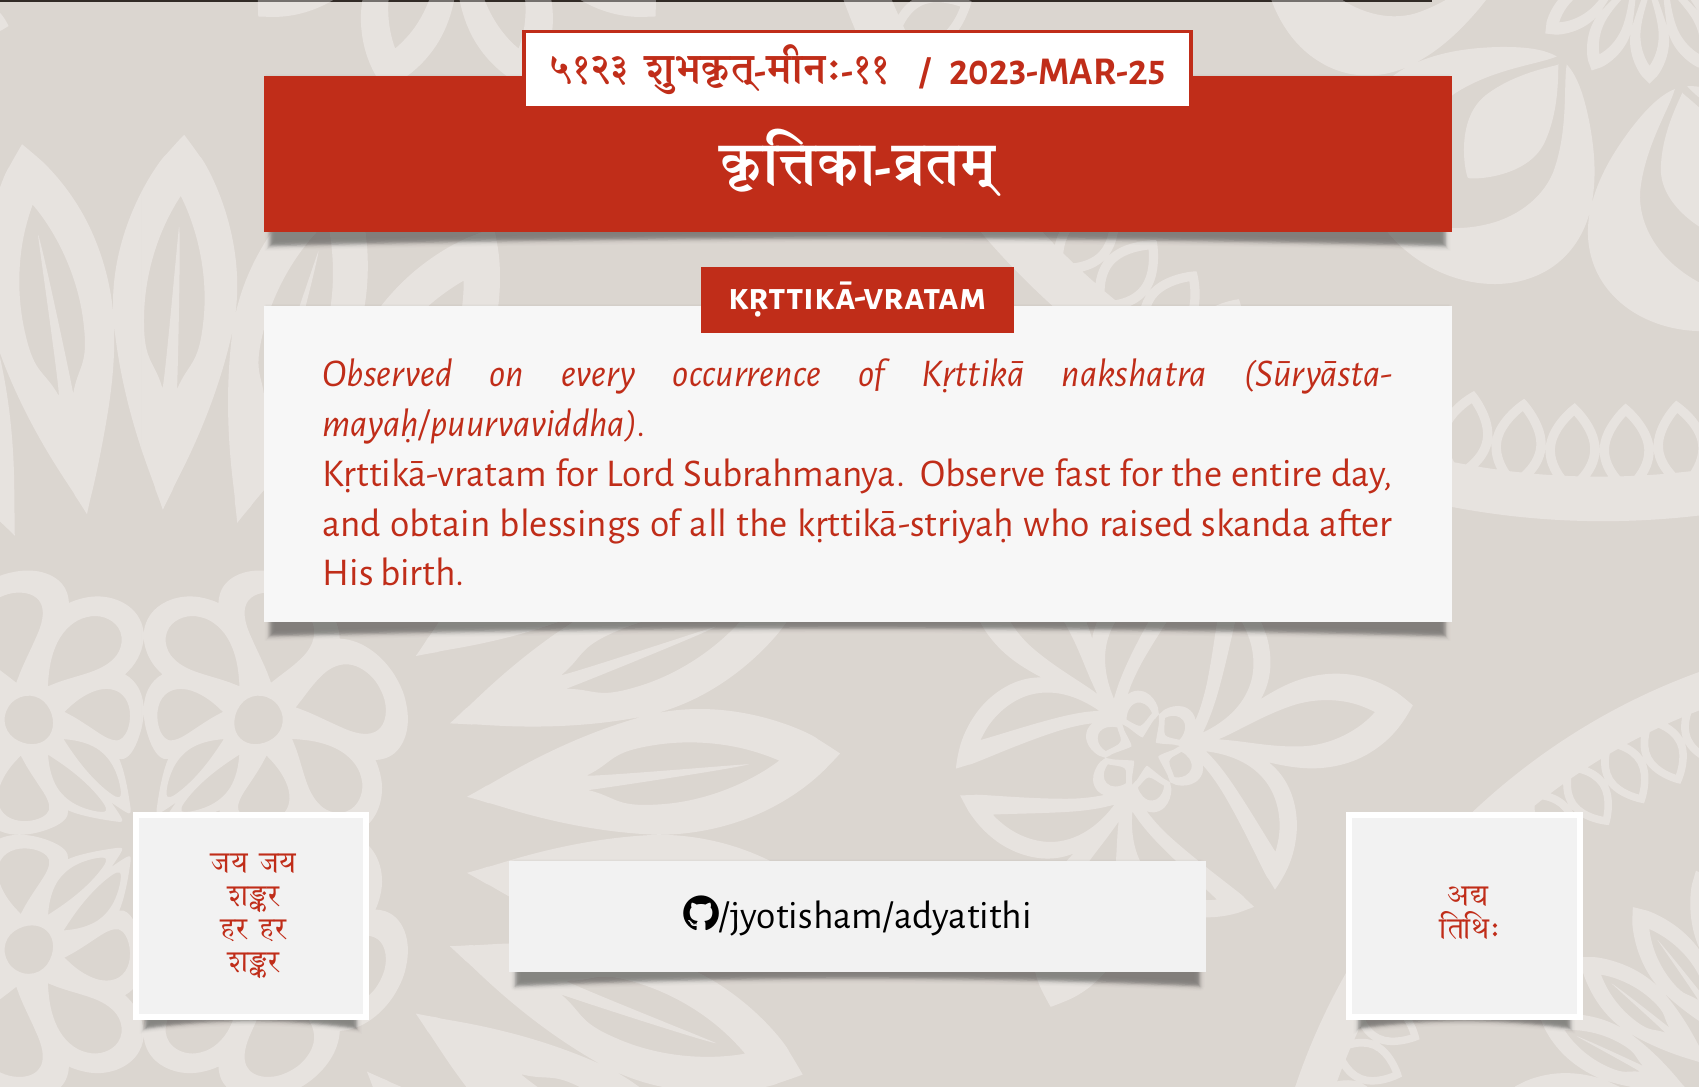 ५१२३ शुभकृत्-मीनः-११ / 2023-MAR-25
कृत्तिका-व्रतम्
KṚTTIKĀ-VRATAM
Observed on every occurrence of Kṛttikā nakshatra (Sūryāsta-
mayaḥ/puurvaviddha).
Kṛttikā-vratam for Lord Subrahmanya. Observe fast for the entire day,
and obtain blessings of all the kṛttikā-striyaḥ who raised skanda after
His birth.
जय जय
शङ्कर
हर हर
शङ्कर
/jyotisham/adyatithi
अद्य
तिथिः